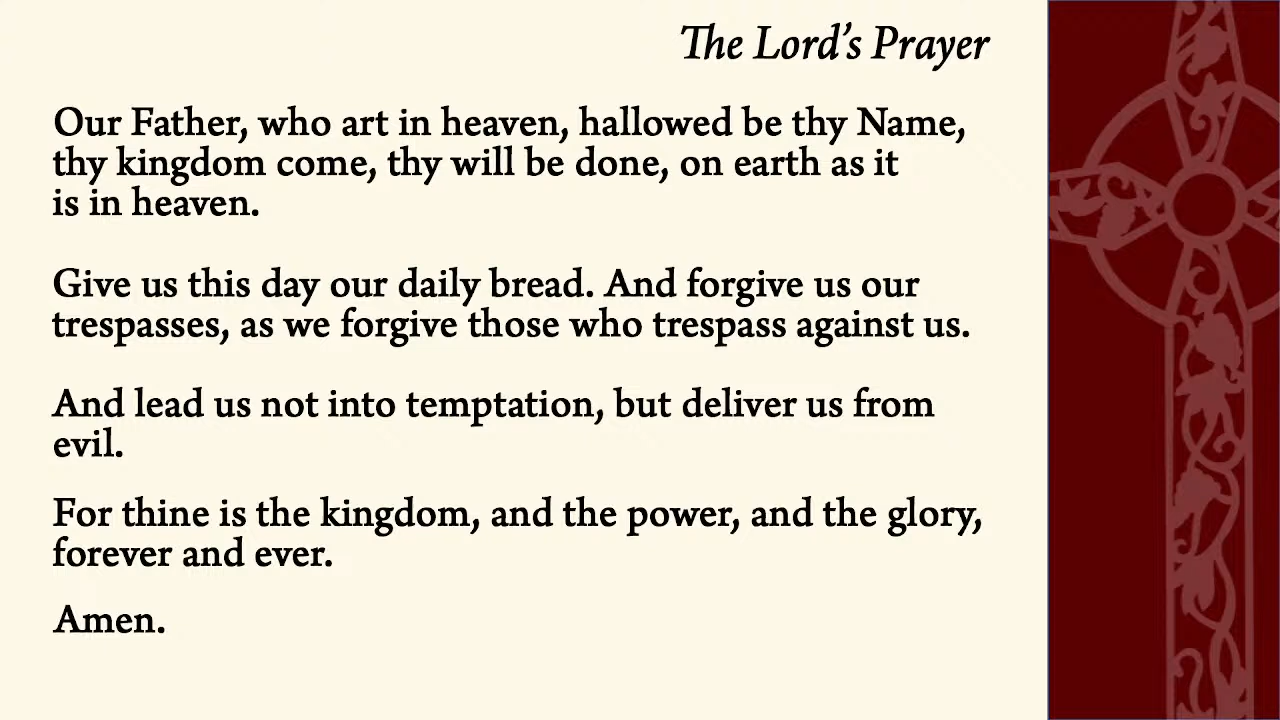 The Lord’s Prayer
Our Father, who art in heaven, hallowed be thy Name,
thy kingdom come, thy will be done, on earth as it
is in heaven.
Give us this day our daily bread. And forgive us our
trespasses, as we forgive those who trespass against us.
And lead us not into temptation, but deliver us from
evil.
For thine is the kingdom, and the power, and the glory,
forever and ever.
Amen.